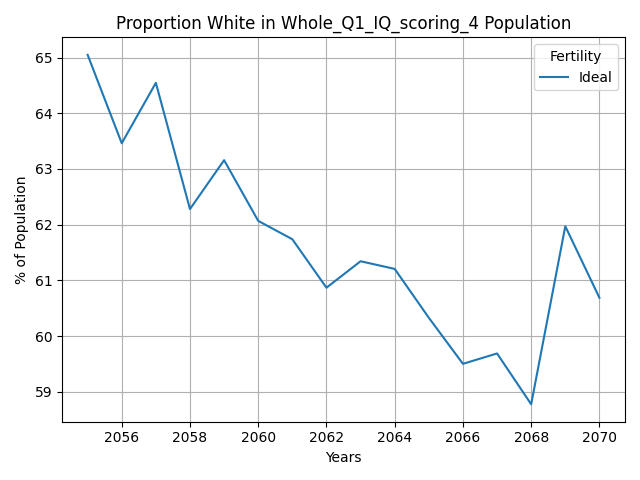 Proportion White in Whole_Q1_IQ_scoring_4 Population
Fertility
Ideal
65
64
63
62
61
60
59
% of Population
2056 2058 2060 2062 2064 2066 2068 2070
Years